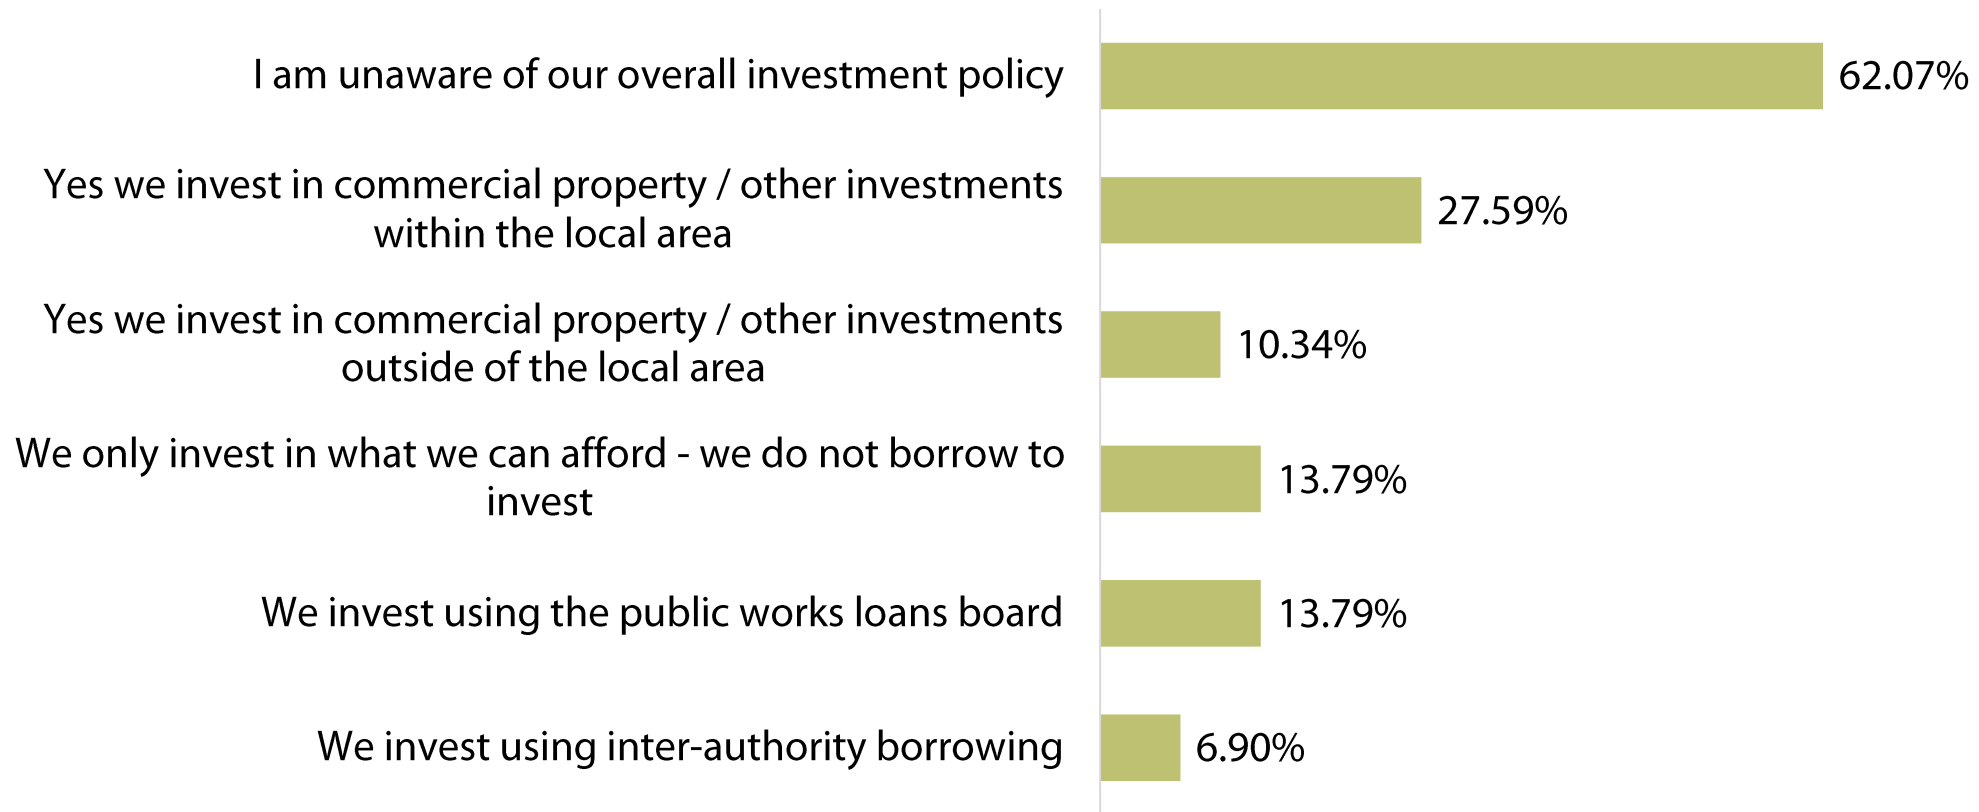 I am unaware of our overall investment policy
62.07%
Yes we invest in commercial property / other investments
within the local area
27.59%
Yes we invest in commercial property / other investments
outside of the local area
10.34%
We only invest in what we can afford - we do not borrow to
invest
13.79%
We invest using the public works loans board
13.79%
We invest using inter-authority borrowing
6.90%